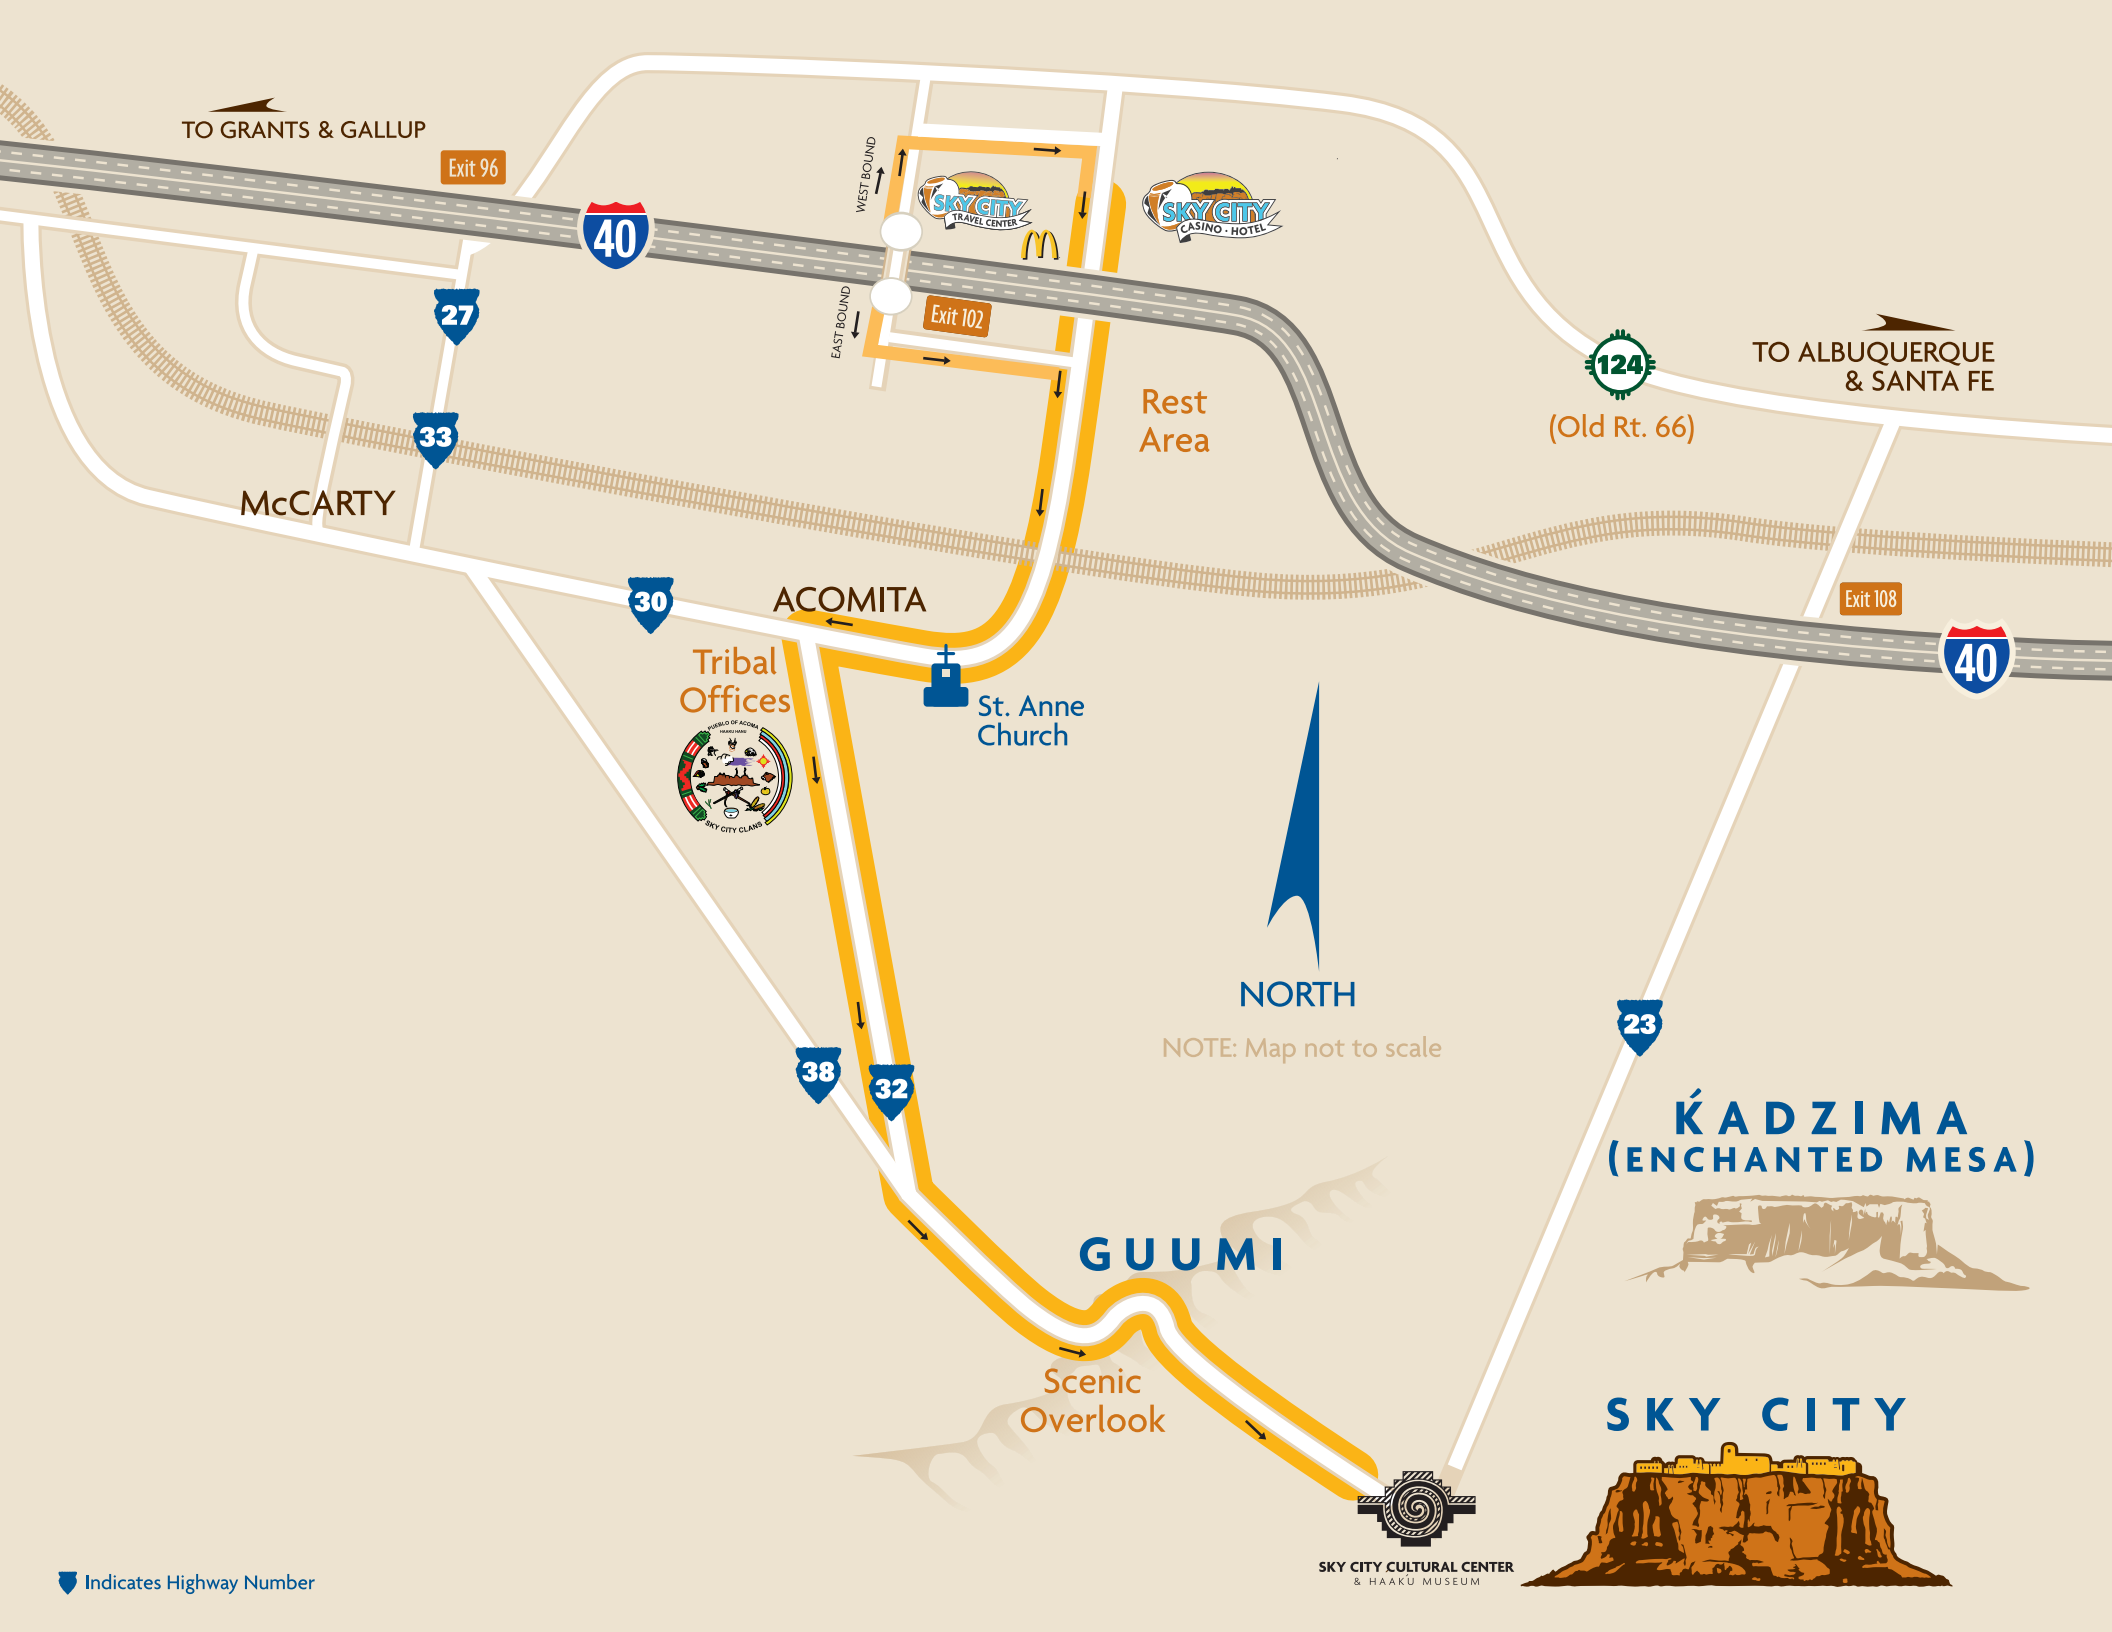 TO GRANTS & GALLUP
Exit 96
40
WEST BOUND
SKY CITY
TRAVEL CENTER
SKY CITY
CASINO · HOTEL
EAST BOUND
Exit 102
27
33
McCARTY
Rest
Area
124
(Old Rt. 66)
TO ALBUQUERQUE
& SANTA FE
Exit 108
40
30
ACOMITA
Tribal
Offices
PUEBLO OF ACOMA
HAAKU HANU
SKY CITY CLANS
St. Anne
Church
NORTH
NOTE: Map not to scale
38
32
23
ḰADZIMA
(ENCHANTED MESA)
GUUMI
Scenic
Overlook
SKY CITY
SKY CITY CULTURAL CENTER
& HAAḰU MUSEUM
Indicates Highway Number